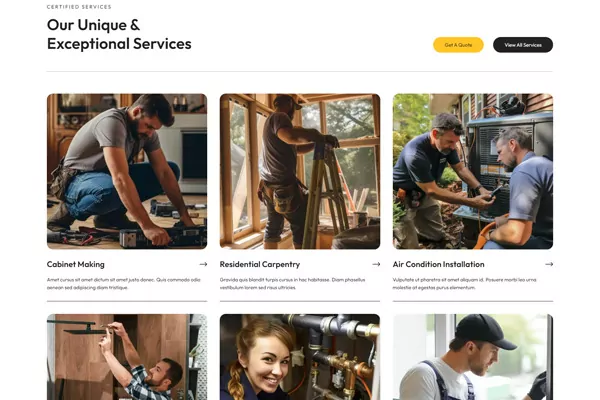 CERTIFIED SERVICES
Our Unique &
Exceptional Services
Get A Quote
View All Services
Cabinet Making
Amet cursus sit amet dictum sit amet justo donec. Quis commodo odio
aenean sed adipiscing diam tristique.
Residential Carpentry
Gravida quis blandit turpis cursus in hac habitasse. Diam phasellus
vestibulum lorem sed risus ultricies
Air Condition Installation
Vulputate ut pharetra sit amet aliquam id. Posuere morbi leo urna
molestie at egestas purus elementum.